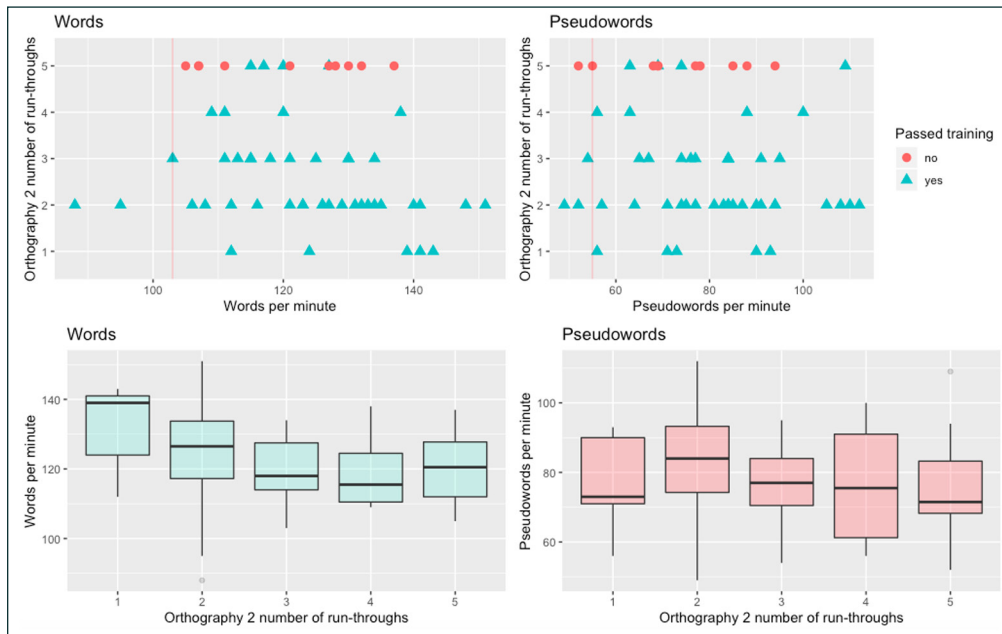 Words
Orthography 2 number of run-throughs
5
4
3
2
1
100
120
140
Words per minute
Pseudowords
Orthography 2 number of run-throughs
5
4
3
2
1
60
80
100
Pseudowords per minute
Passed training
no
yes
Words
Words per minute
140
120
100
1
2
3
4
5
Orthography 2 number of run-throughs
Pseudowords
Pseudowords per minute
100
80
60
1
2
3
4
5
Orthography 2 number of run-throughs